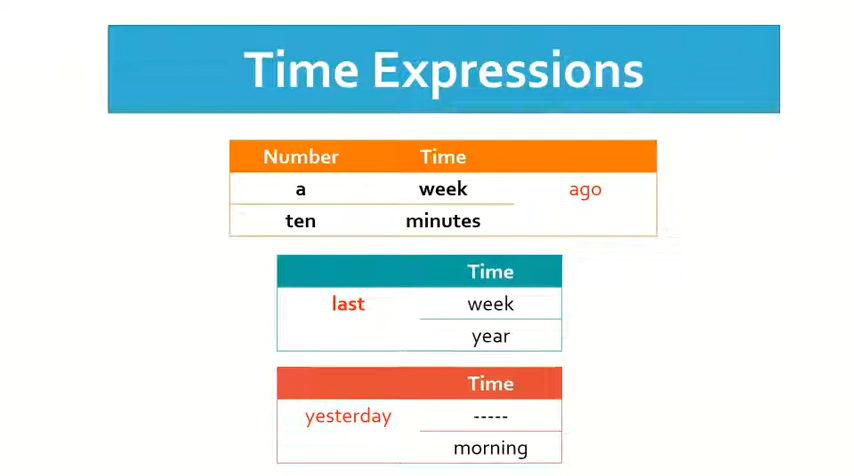 Time Expressions
Number Time
a week ago
ten minutes
Time
last week
year
Time
yesterday -----
morning